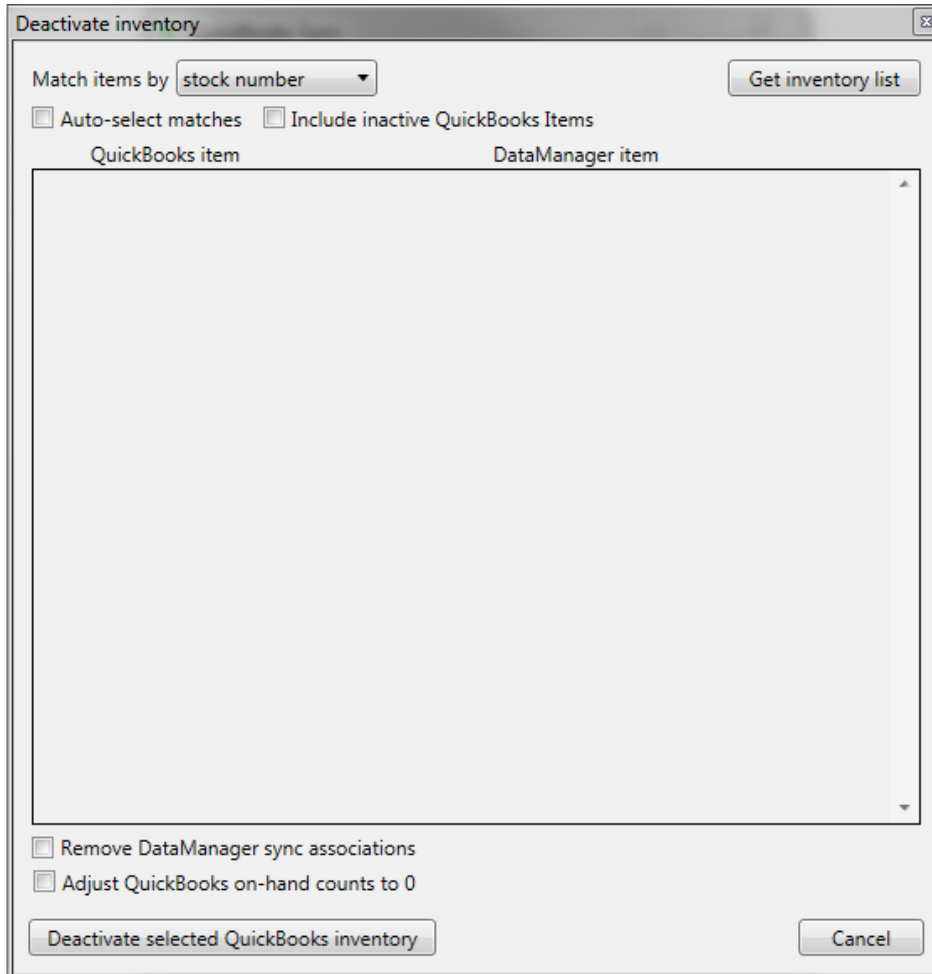 Deactivate inventory
Match items by stock number Get inventory list
Auto-select matches Include inactive QuickBooks Items
QuickBooks item DataManager item
Remove DataManager sync associations
Adjust QuickBooks on-hand counts to 0
Deactivate selected QuickBooks inventory Cancel